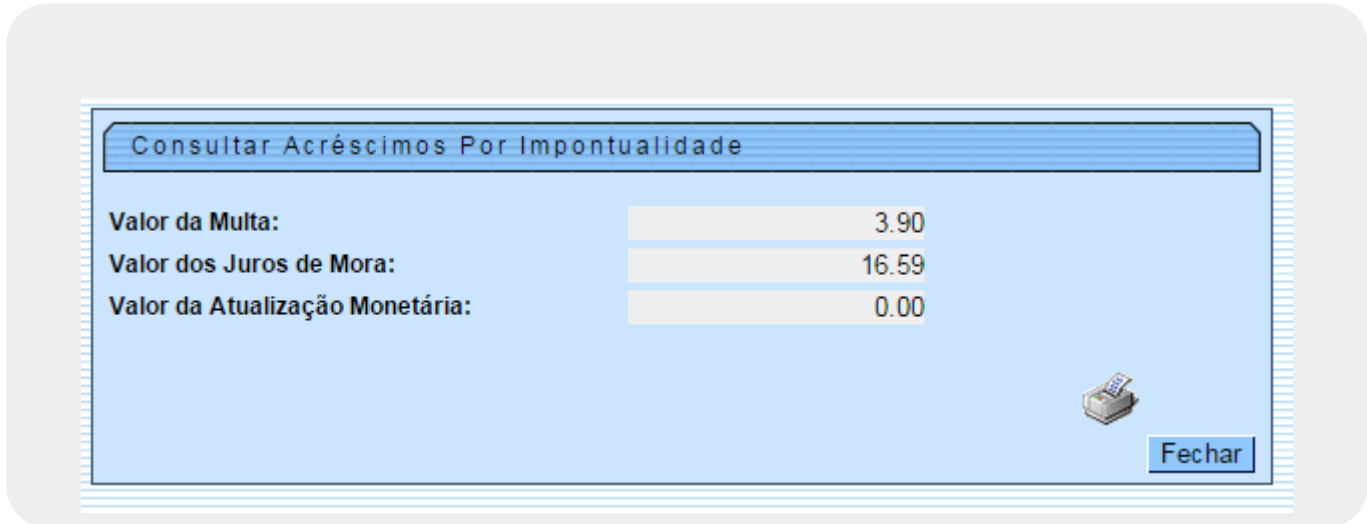 Consultar Acréscimos Por Impontualidade
Valor da Multa: 3.90
Valor dos Juros de Mora: 16.59
Valor da Atualização Monetária: 0.00
Fechar